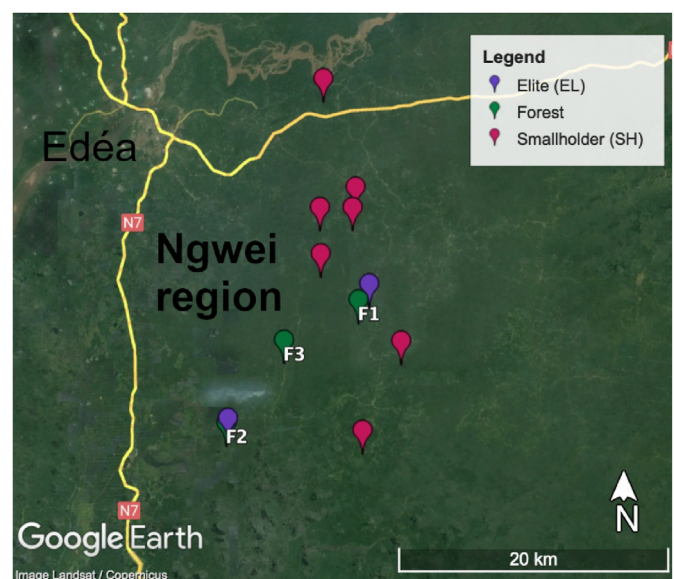 Legend
Elite (EL)
Forest
Smallholder (SH)
Edéa
N7
Ngwei
region
F1
F3
F2
N7
N
Google Earth
20 km
Image Landsat / Copernicus